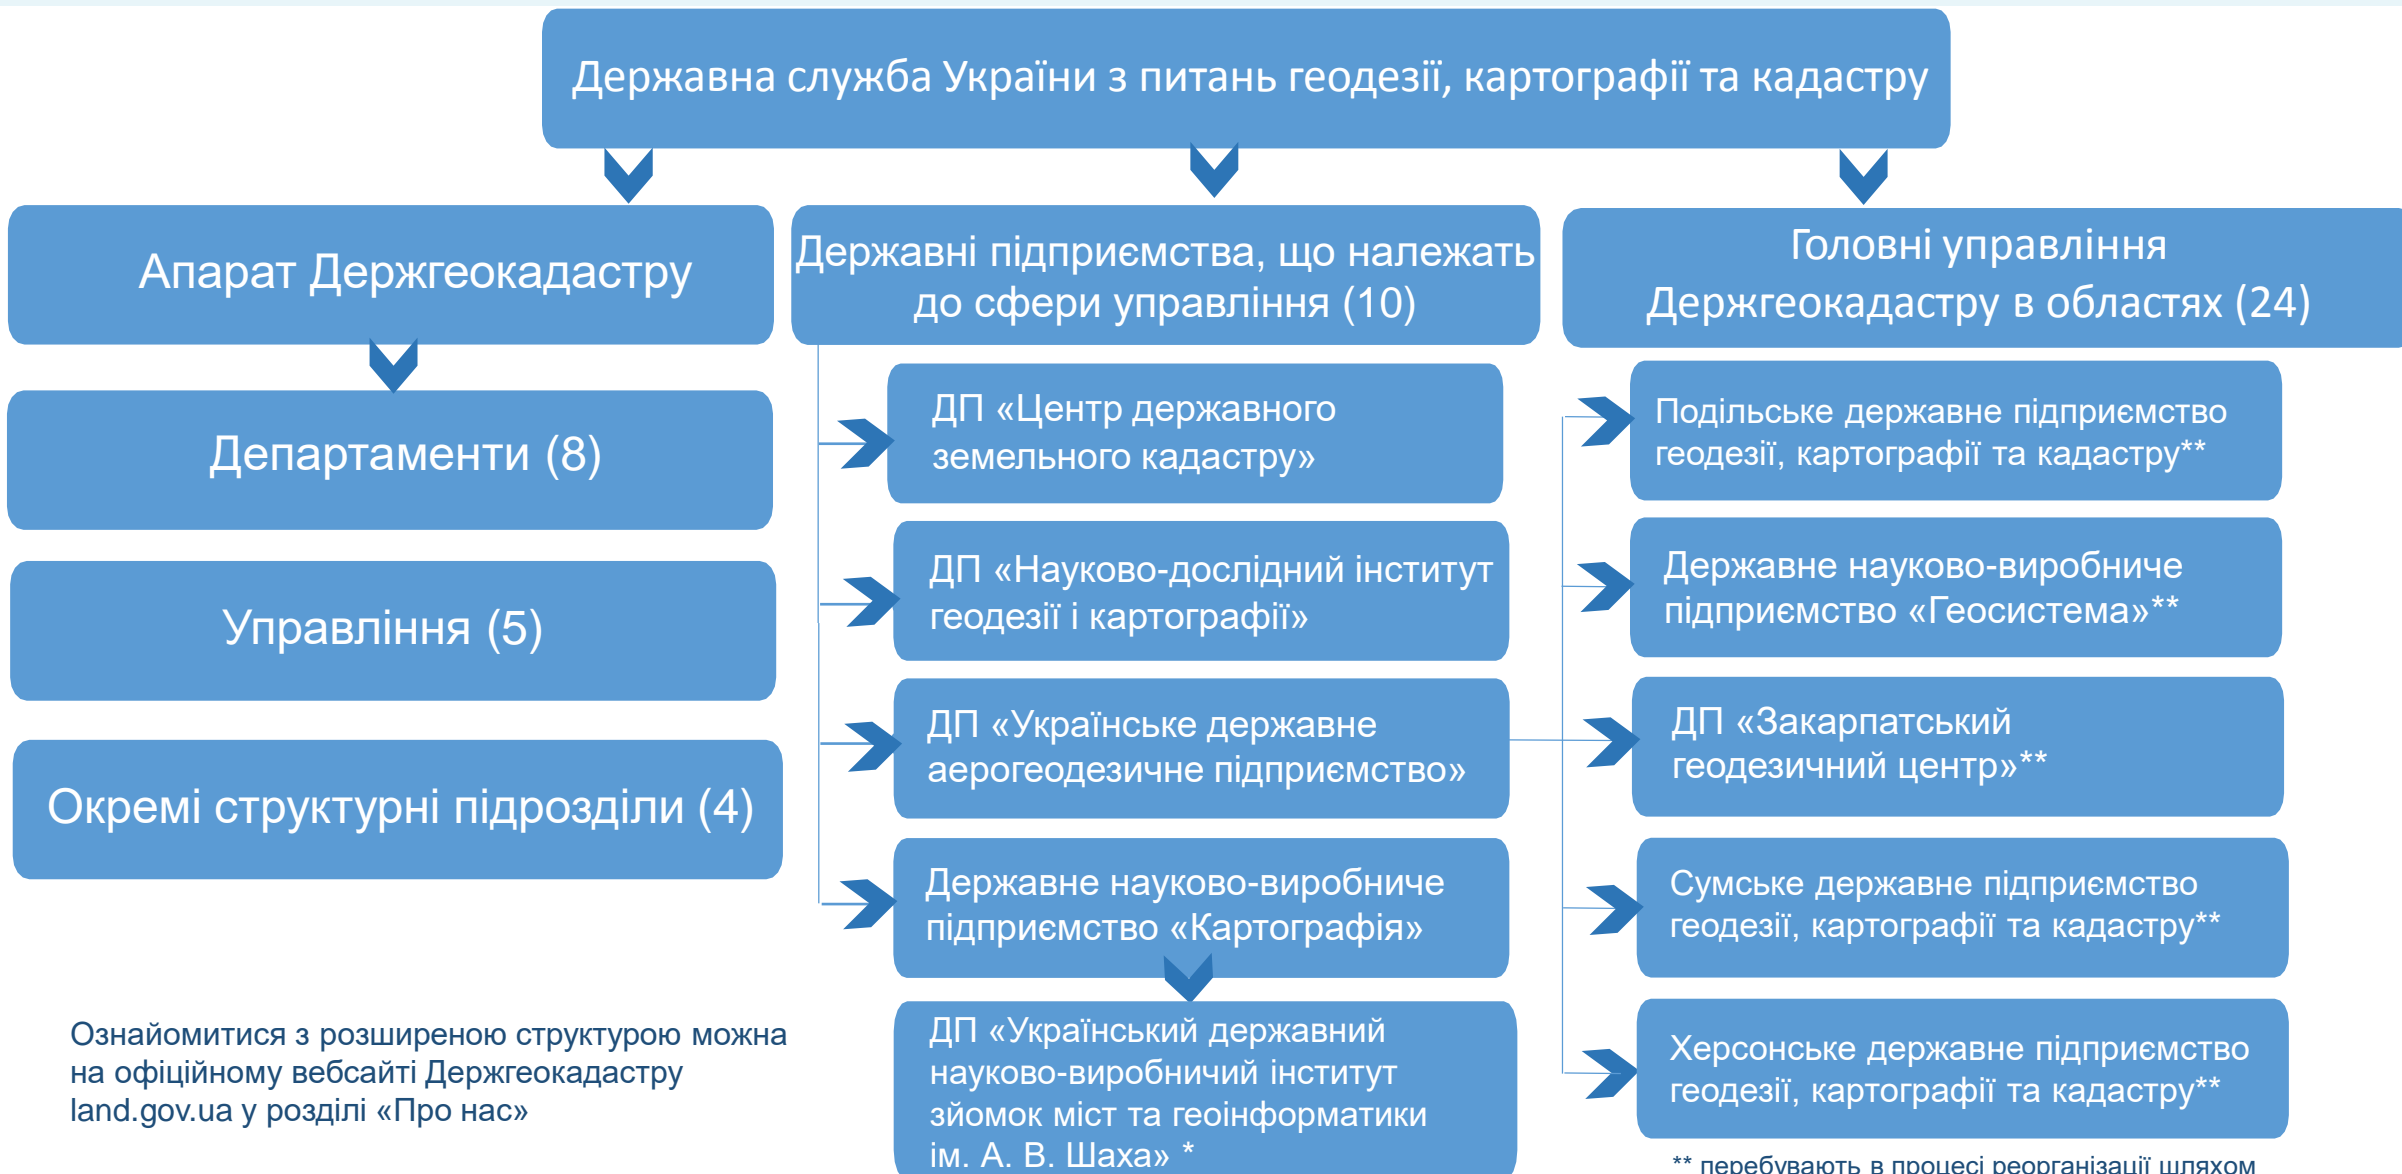 Державна служба України з питань геодезії, картографії та кадастру
Апарат Держгеокадастру
Департаменти (8)
Управління (5)
Окремі структурні підрозділи (4)
Ознайомитися з розширеною структурою можна
на офіційному вебсайті Держгеокадастру
land.gov.ua у розділі «Про нас»
Державні підприємства, що належать
до сфери управління (10)
ДП «Центр державного
земельного кадастру»
ДП «Науково-дослідний інститут
геодезії і картографії»
ДП «Українське державне
аерогеодезичне підприємство»
Державне науково-виробниче
підприємство «Картографія»
ДП «Український державний
науково-виробничий інститут
зйомок міст та геоінформатики
ім. А. В. Шаха» *
Головні управління
Держгеокадастру в областях (24)
Подільське державне підприємство
геодезії, картографії та кадастру**
Державне науково-виробниче
підприємство «Геосистема»**
ДП «Закарпатський
геодезичний центр»**
Сумське державне підприємство
геодезії, картографії та кадастру**
Херсонське державне підприємство
геодезії, картографії та кадастру**
** перебувають в процесі реорганізації шляхом